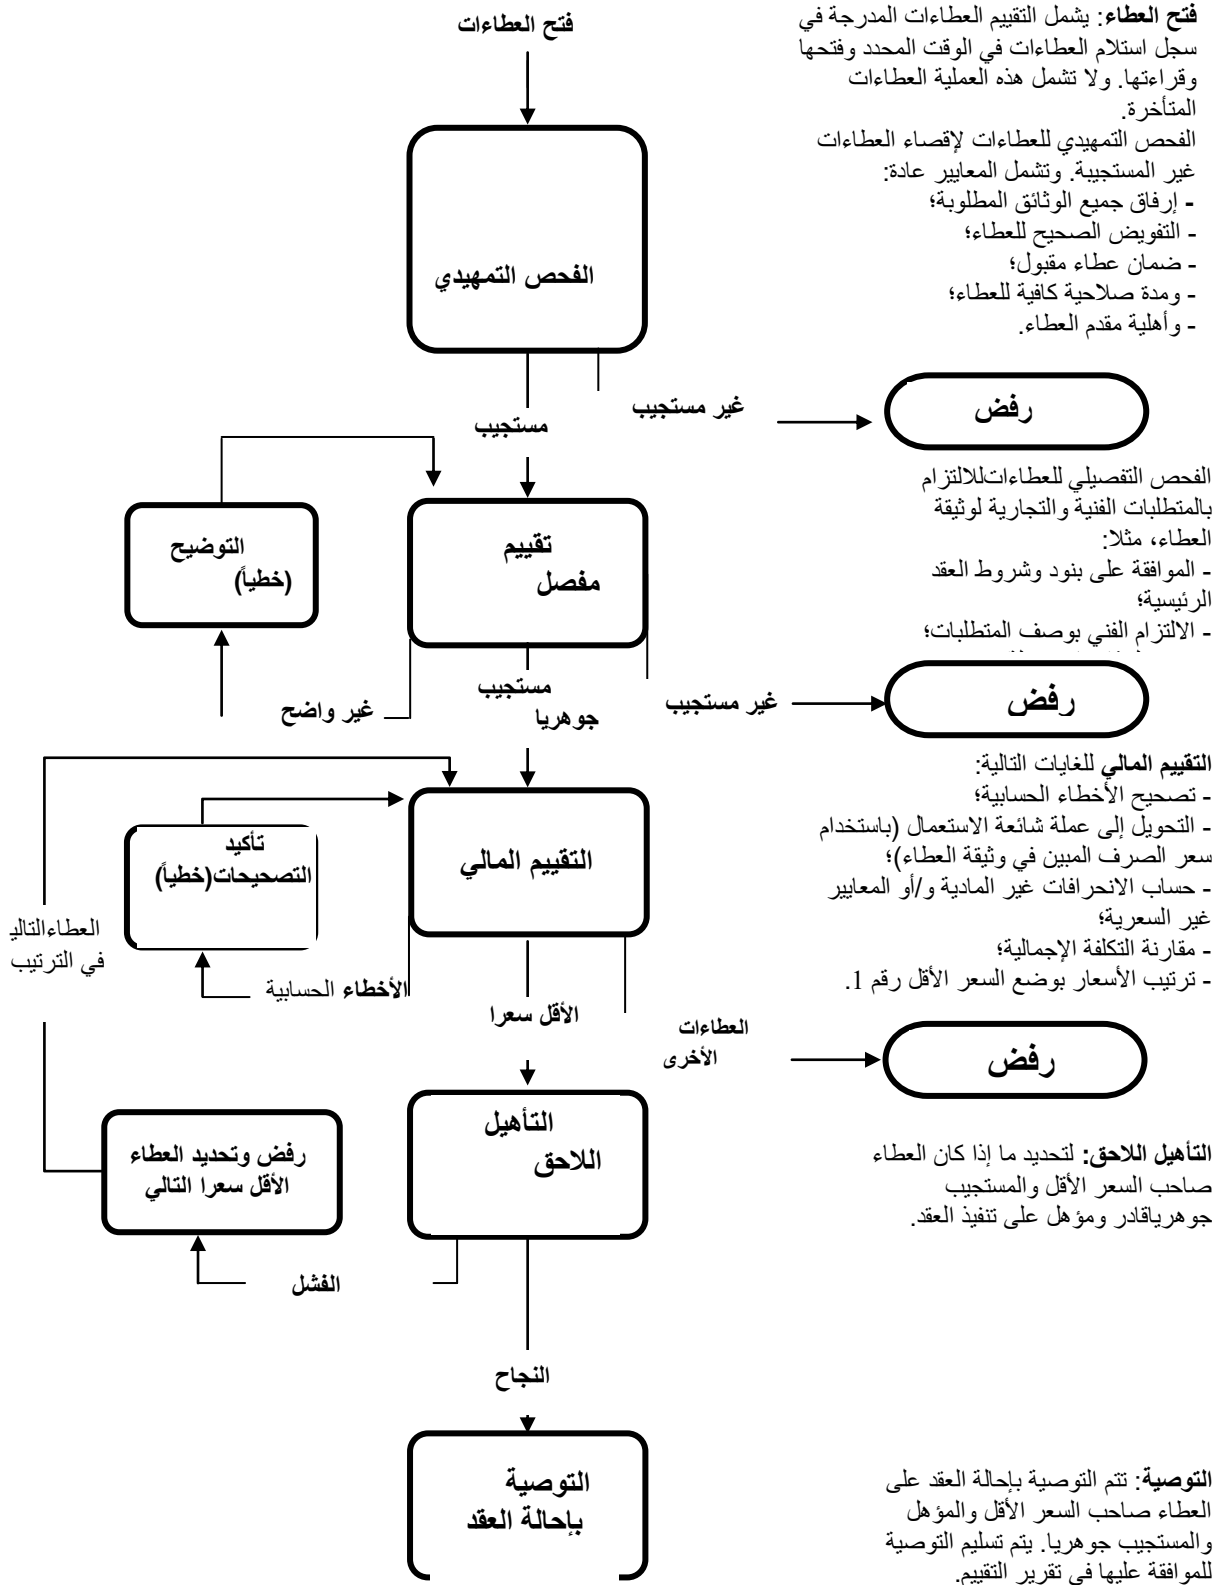 فتح العطاءات
فتح العطاء: يشمل التقييم العطاءات المدرجة في
سجل استلام العطاءات في الوقت المحدد وفتحها
وقراءتها. ولا تشمل هذه العملية العطاءات
المتأخرة.
الفحص التمهيدي للعطاءات لإقصاء العطاءات
غير المستجيبة. وتشمل المعايير عادة:
- إرفاق جميع الوثائق المطلوبة؛
- التفويض الصحيح للعطاء؛
- ضمان عطاء مقبول؛
- ومدة صلاحية كافية للعطاء؛
- وأهلية مقدم العطاء.
الفحص التمهيدي
رفض
غير مستجيب
مستجيب
الفحص التفصيلي للعطاءاتللالتزام
بالمتطلبات الفنية والتجارية لوثيقة
العطاء، مثلا:
- الموافقة على بنود وشروط العقد
الرئيسية؛
- الالتزام الفني بوصف المتطلبات؛
تقييم
مفصل
التوضيح
(خطياً)
رفض
غير مستجيب
مستجيب
جوهريا
غير واضح
التقييم المالي للغايات التالية:
- تصحيح الأخطاء الحسابية؛
- التحويل إلى عملة شائعة الاستعمال (باستخدام
سعر الصرف المبين في وثيقة العطاء)؛
- حساب الانحرافات غير المادية و/أو المعايير
غير السعرية؛
- مقارنة التكلفة الإجمالية؛
- ترتيب الأسعار بوضع السعر الأقل رقم 1.
التقييم المالي
تأكيد
التصحيحات(خطياً)
العطاءالتالي
في الترتيب
الأخطاء الحسابية
الأقل سعرا
العطاءات
الأخرى
رفض
التأهيل
اللاحق
رفض وتحديد العطاء
الأقل سعرا التالي
التأهيل اللاحق: لتحديد ما إذا كان العطاء
صاحب السعر الأقل والمستجيب
جوهرياقادر ومؤهل على تنفيذ العقد.
الفشل
النجاح
التوصية
بإحالة العقد
التوصية: تتم التوصية بإحالة العقد على
العطاء صاحب السعر الأقل والمؤهل
والمستجيب جوهريا. يتم تسليم التوصية
للموافقة عليها في تقرير التقييم.